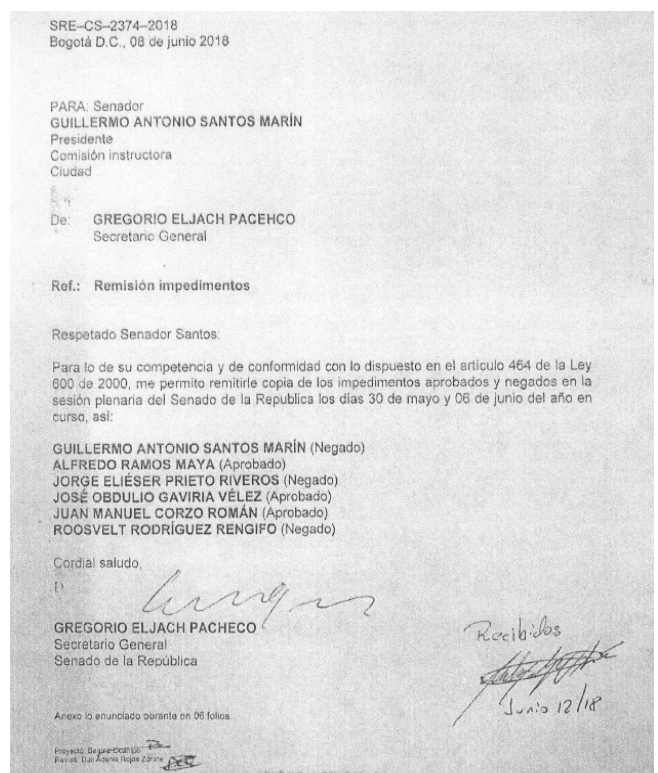 SRE–CS–2374–2018
Bogotá D.C., 08 de junio 2018
PARA: Senador
GUILLERMO ANTONIO SANTOS MARÍN
Presidente
Comisión instructora
Ciudad
De: GREGORIO ELJACH PACEHCO
Secretario General
Ref.: Remisión impedimentos
Respetado Senador Santos:
Para lo de su competencia y de conformidad con lo dispuesto en el artículo 464 de la Ley
600 de 2000, me permito remitirle copia de los impedimentos aprobados y negados en la
sesión plenaria del Senado de la Republica los días 30 de mayo y 06 de junio del año en
curso, así:
GUILLERMO ANTONIO SANTOS MARÍN (Negado)
ALFREDO RAMOS MAYA (Aprobado)
JORGE ELIÉSER PRIETO RIVEROS (Negado)
JOSÉ OBDULIO GAVIRIA VÉLEZ (Aprobado)
JUAN MANUEL CORZO ROMÁN (Aprobado)
ROOSVELT RODRÍGUEZ RENGIFO (Negado)
Cordial saludo,
GREGORIO ELJACH PACHECO
Secretario General
Senado de la República
Recibidos
Junio 12/18
Anexo lo enunciado obrante en 06 folios.
Proyectó: Ocampo
Revisó: Rojas